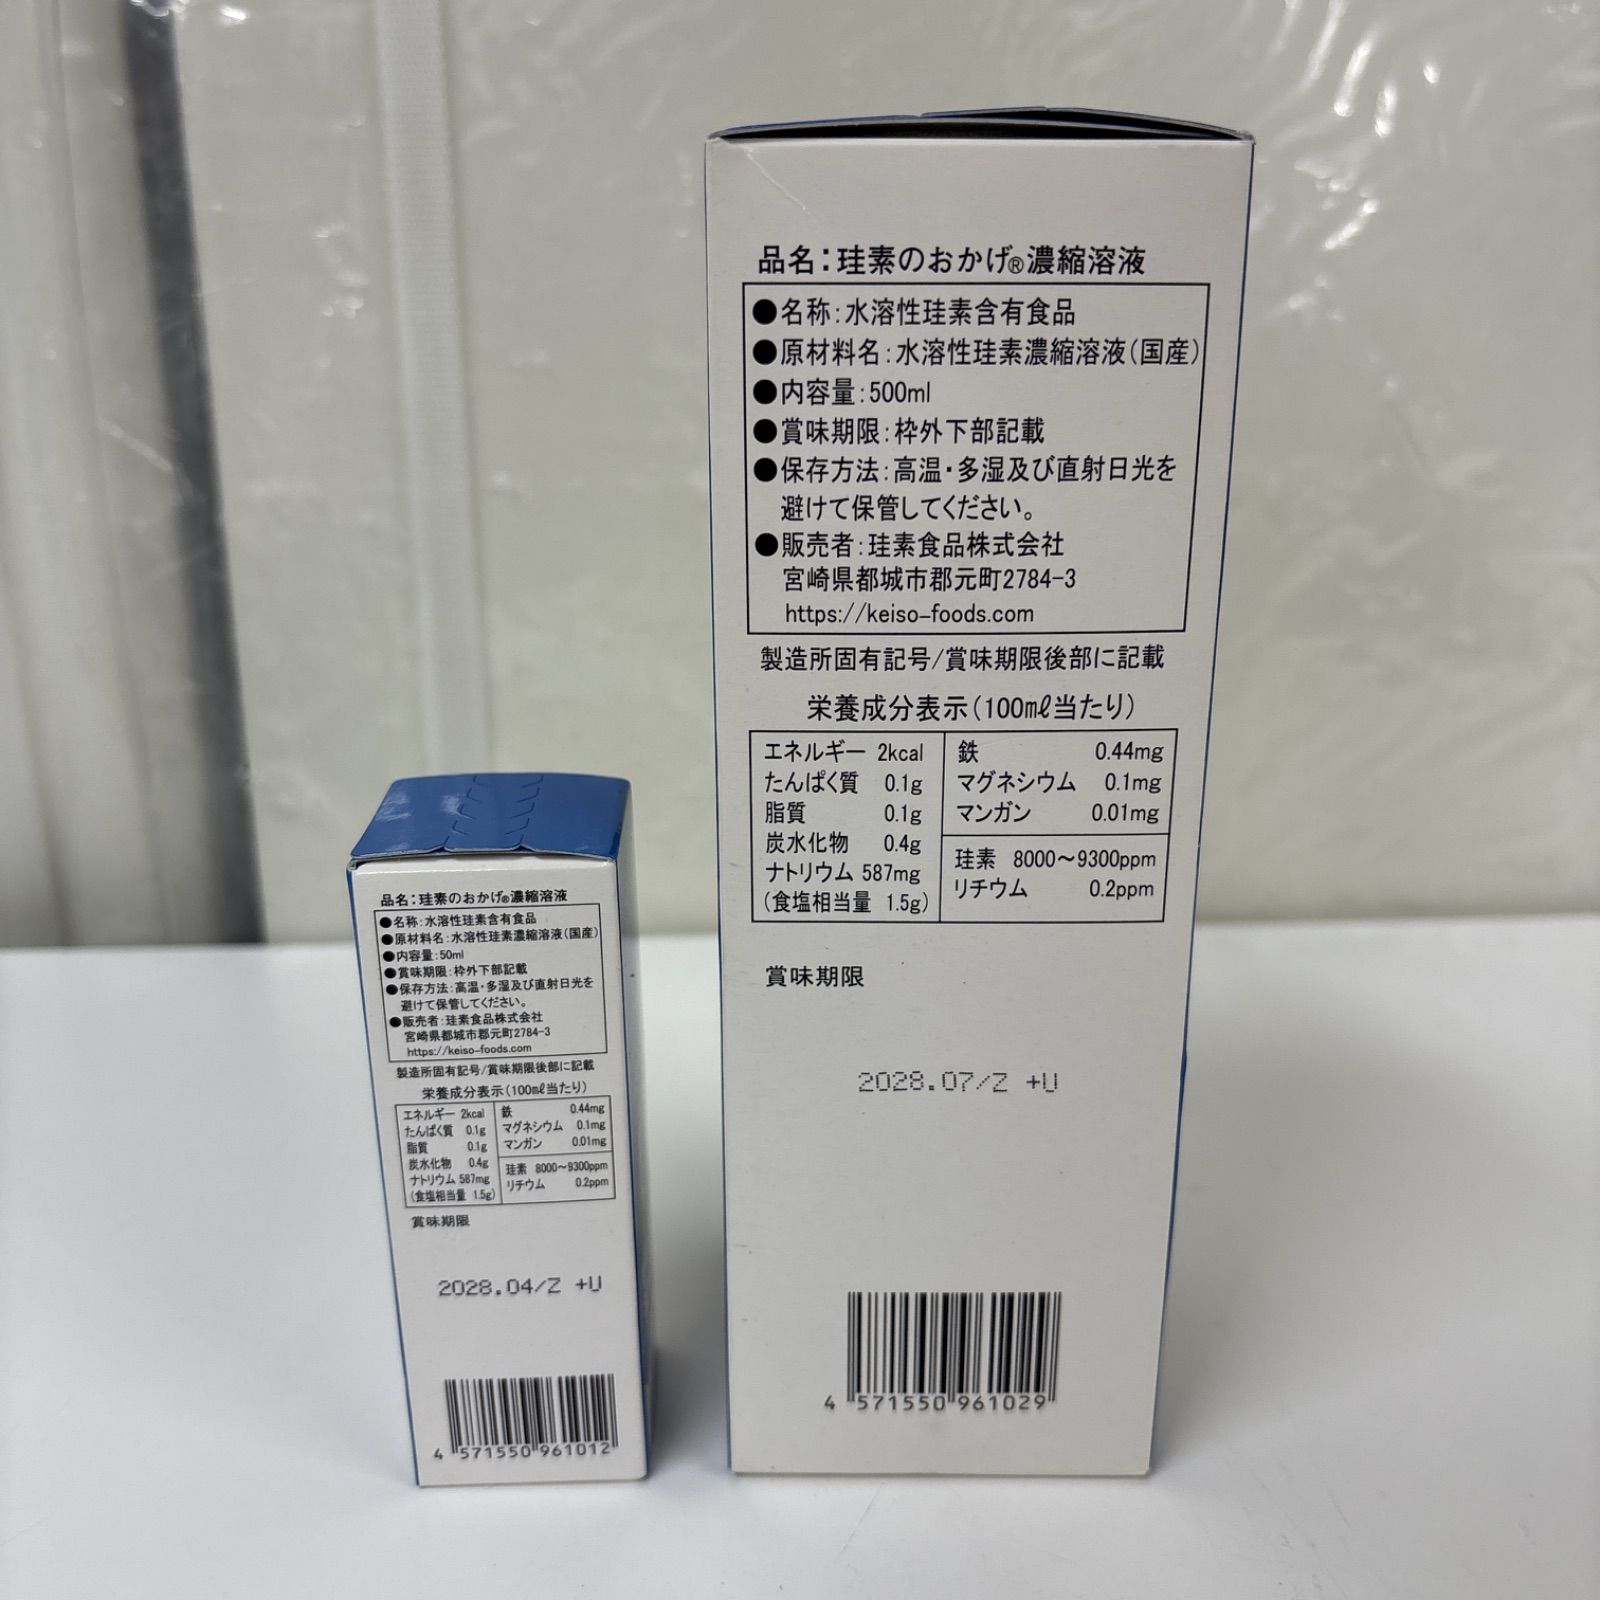 品名：珪素のおかげ®濃縮溶液
●名称：水溶性珪素含有食品
●原材料名：水溶性珪素濃縮溶液（国産）
●内容量：50ml
●賞味期限：枠外下部記載
●保存方法：高温・多湿及び直射日光を
避けて保管してください。
●販売者：珪素食品株式会社
宮崎県都城市郡元町2784-3
https://keiso-foods.com
製造所固有記号/賞味期限後部に記載
栄養成分表示（100mℓ当たり）
エネルギー 2kcal
たんぱく質 0.1g
脂質 0.1g
炭水化物 0.4g
ナトリウム 587mg
（食塩相当量 1.5g）
鉄 0.44mg
マグネシウム 0.1mg
マンガン 0.01mg
珪素 8000〜9300ppm
リチウム 0.2ppm
賞味期限
2028.04/Z +U
4 571550 961012
品名：珪素のおかげ®濃縮溶液
●名称：水溶性珪素含有食品
●原材料名：水溶性珪素濃縮溶液（国産）
●内容量：500ml
●賞味期限：枠外下部記載
●保存方法：高温・多湿及び直射日光を
避けて保管してください。
●販売者：珪素食品株式会社
宮崎県都城市郡元町2784-3
https://keiso-foods.com
製造所固有記号/賞味期限後部に記載
栄養成分表示（100mℓ当たり）
エネルギー 2kcal
たんぱく質 0.1g
脂質 0.1g
炭水化物 0.4g
ナトリウム 587mg
（食塩相当量 1.5g）
鉄 0.44mg
マグネシウム 0.1mg
マンガン 0.01mg
珪素 8000〜9300ppm
リチウム 0.2ppm
賞味期限
2028.07/Z +U
4 571550 961029